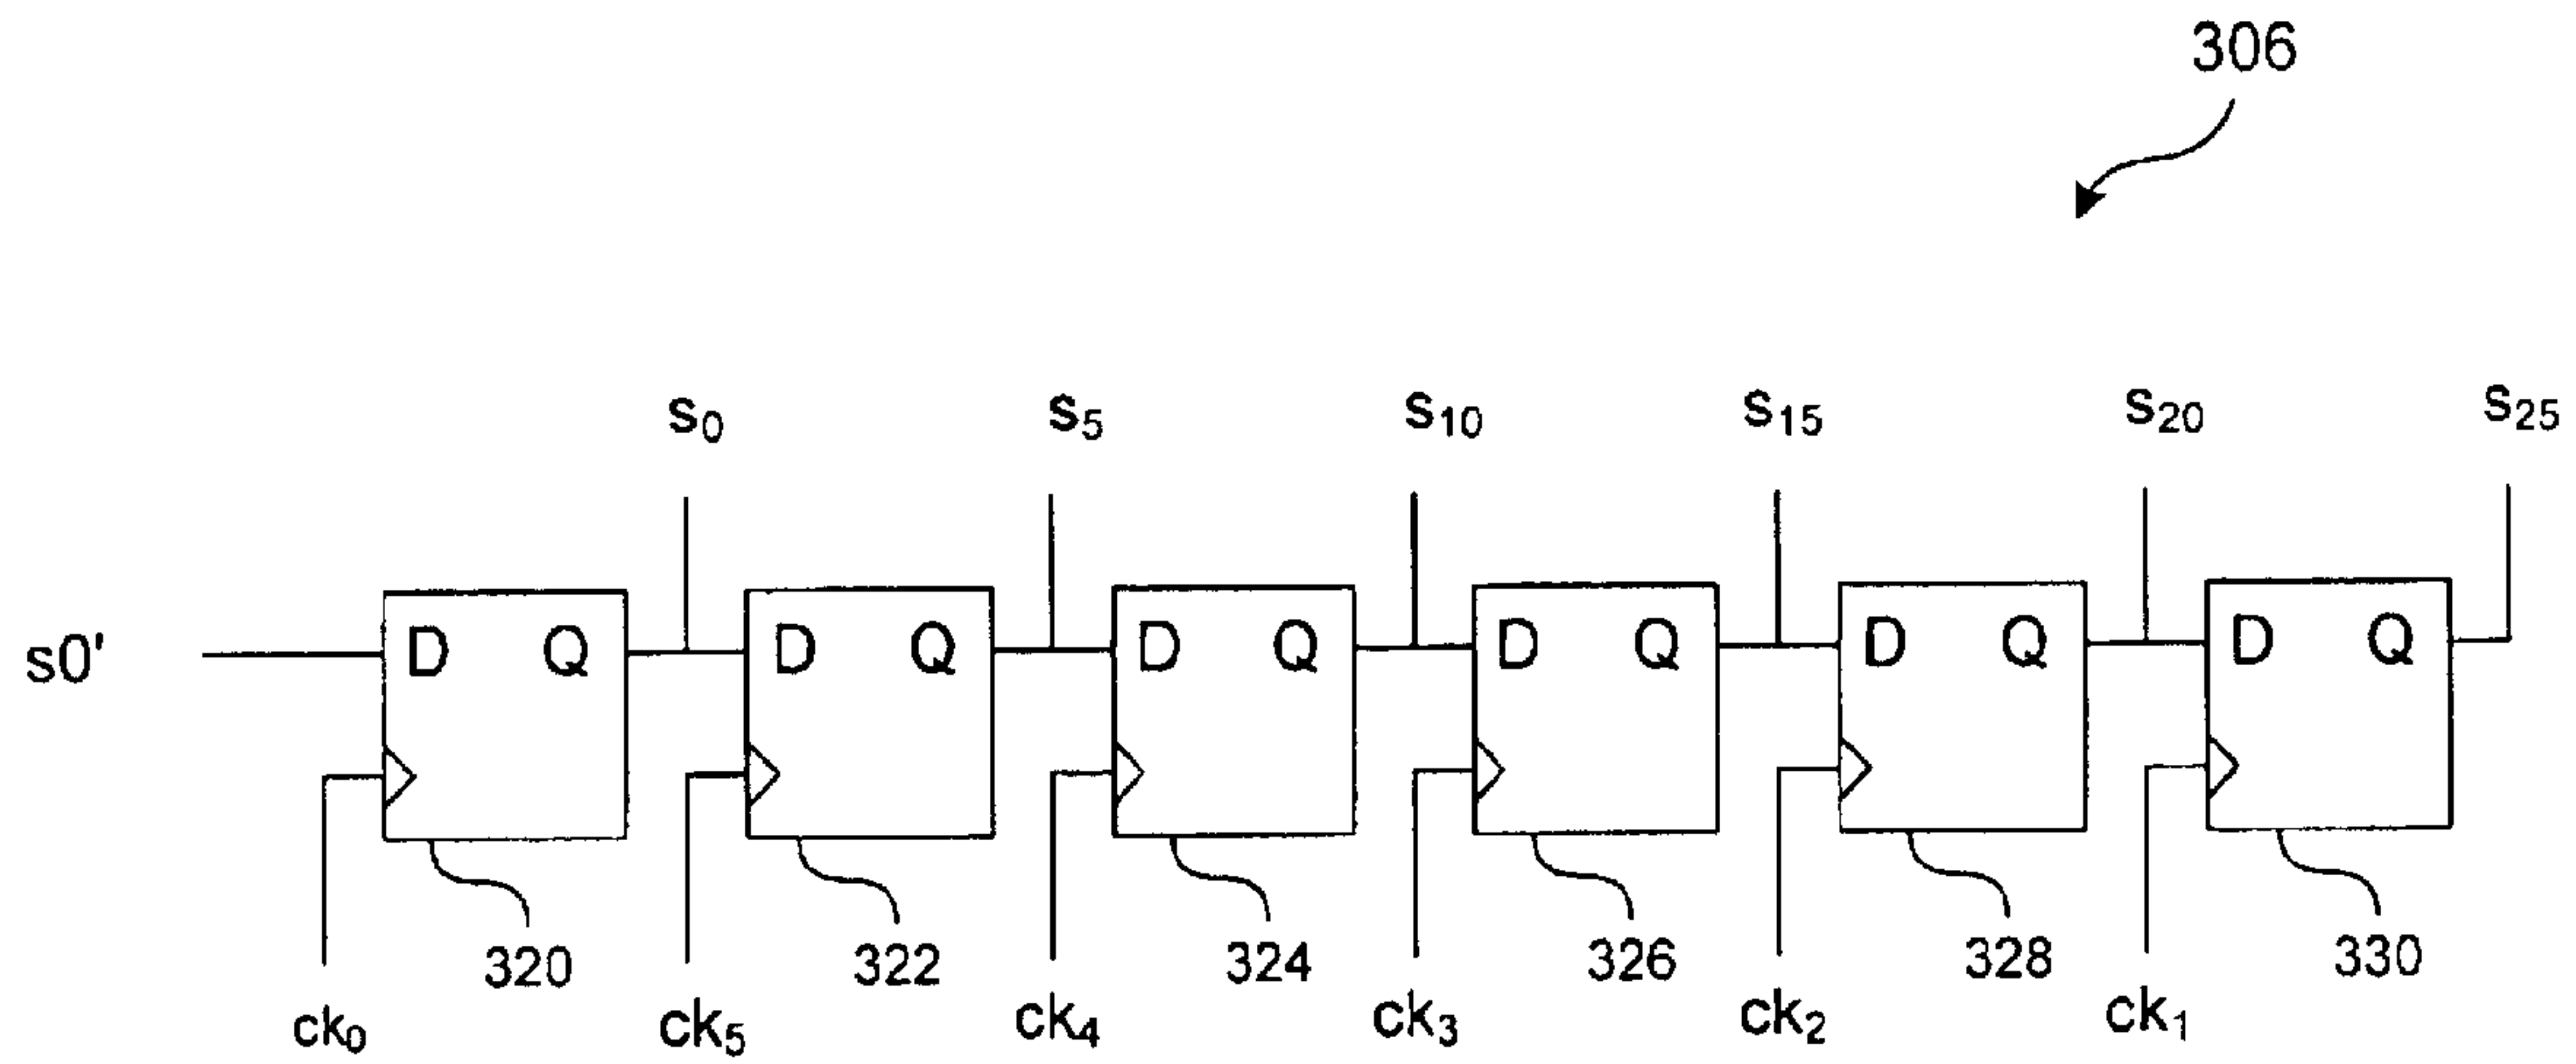 306
s₀ s₅ s₁₀ s₁₅ s₂₀ s₂₅
s0' D Q D Q D Q D Q D Q D Q
320 322 324 326 328 330
ck₀ ck₅ ck₄ ck₃ ck₂ ck₁